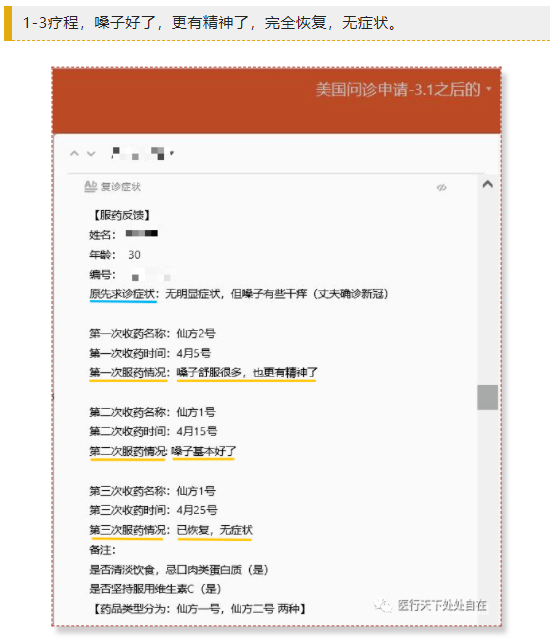 1-3疗程，嗓子好了，更有精神了，完全恢复，无症状。
美国问诊申请-3.1之后的
复诊症状
【服药反馈】
姓名：
年龄： 30
编号：
原先求诊症状：无明显症状，但嗓子有些干痒（丈夫确诊新冠）
第一次收药名称：仙方2号
第一次收药时间：4月5号
第一次服药情况：嗓子舒服很多，也更有精神了
第二次收药名称：仙方1号
第二次收药时间：4月15号
第二次服药情况: 嗓子基本好了
第三次收药名称：仙方1号
第三次收药时间：4月25号
第三次服药情况：已恢复，无症状
备注：
是否清淡饮食，忌口肉类蛋白质（是）
是否坚持服用维生素C（是）
【药品类型分为：仙方一号，仙方二号 两种】
医行天下处处自在